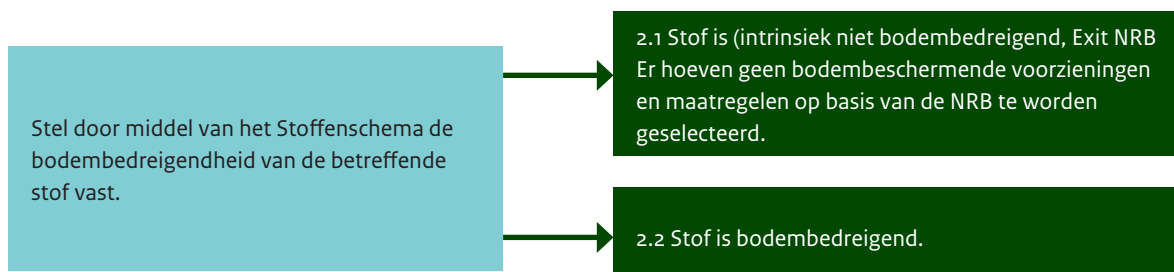 Stel door middel van het Stoffenschema de
bodembedreigendheid van de betreffende
stof vast.
2.1 Stof is (intrinsiek niet bodembedreigend, Exit NRB
Er hoeven geen bodembeschermende voorzieningen
en maatregelen op basis van de NRB te worden
geselecteerd.
2.2 Stof is bodembedreigend.